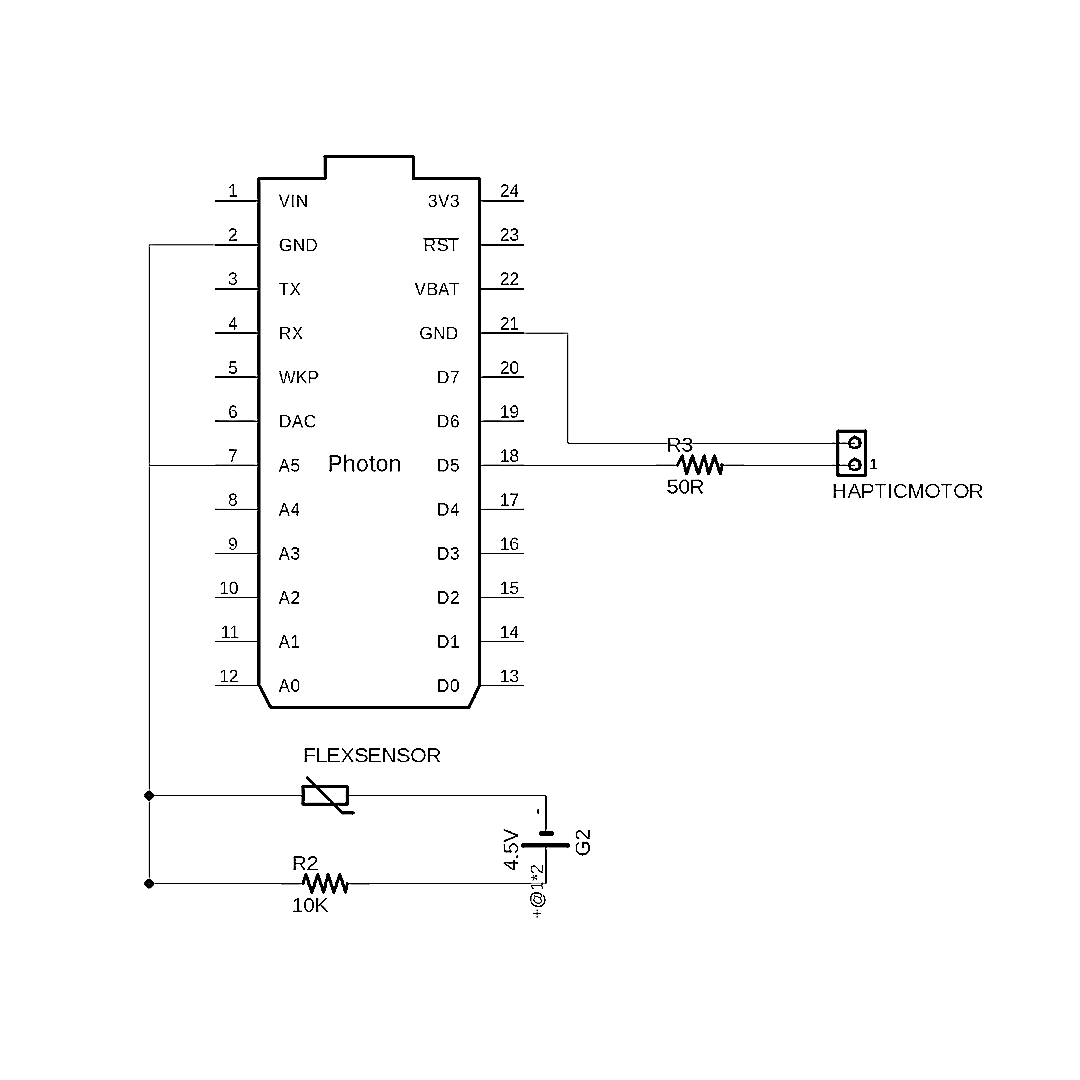 1 VIN 3V3 24
2 GND RST 23
3 TX VBAT 22
4 RX GND 21
5 WKP D7 20
6 DAC D6 19
7 A5 Photon D5 18
8 A4 D4 17
9 A3 D3 16
10 A2 D2 15
11 A1 D1 14
12 A0 D0 13
R3
50R
1
HAPTICMOTOR
FLEXSENSOR
-
4.5V
G2
+@1*2
R2
10K